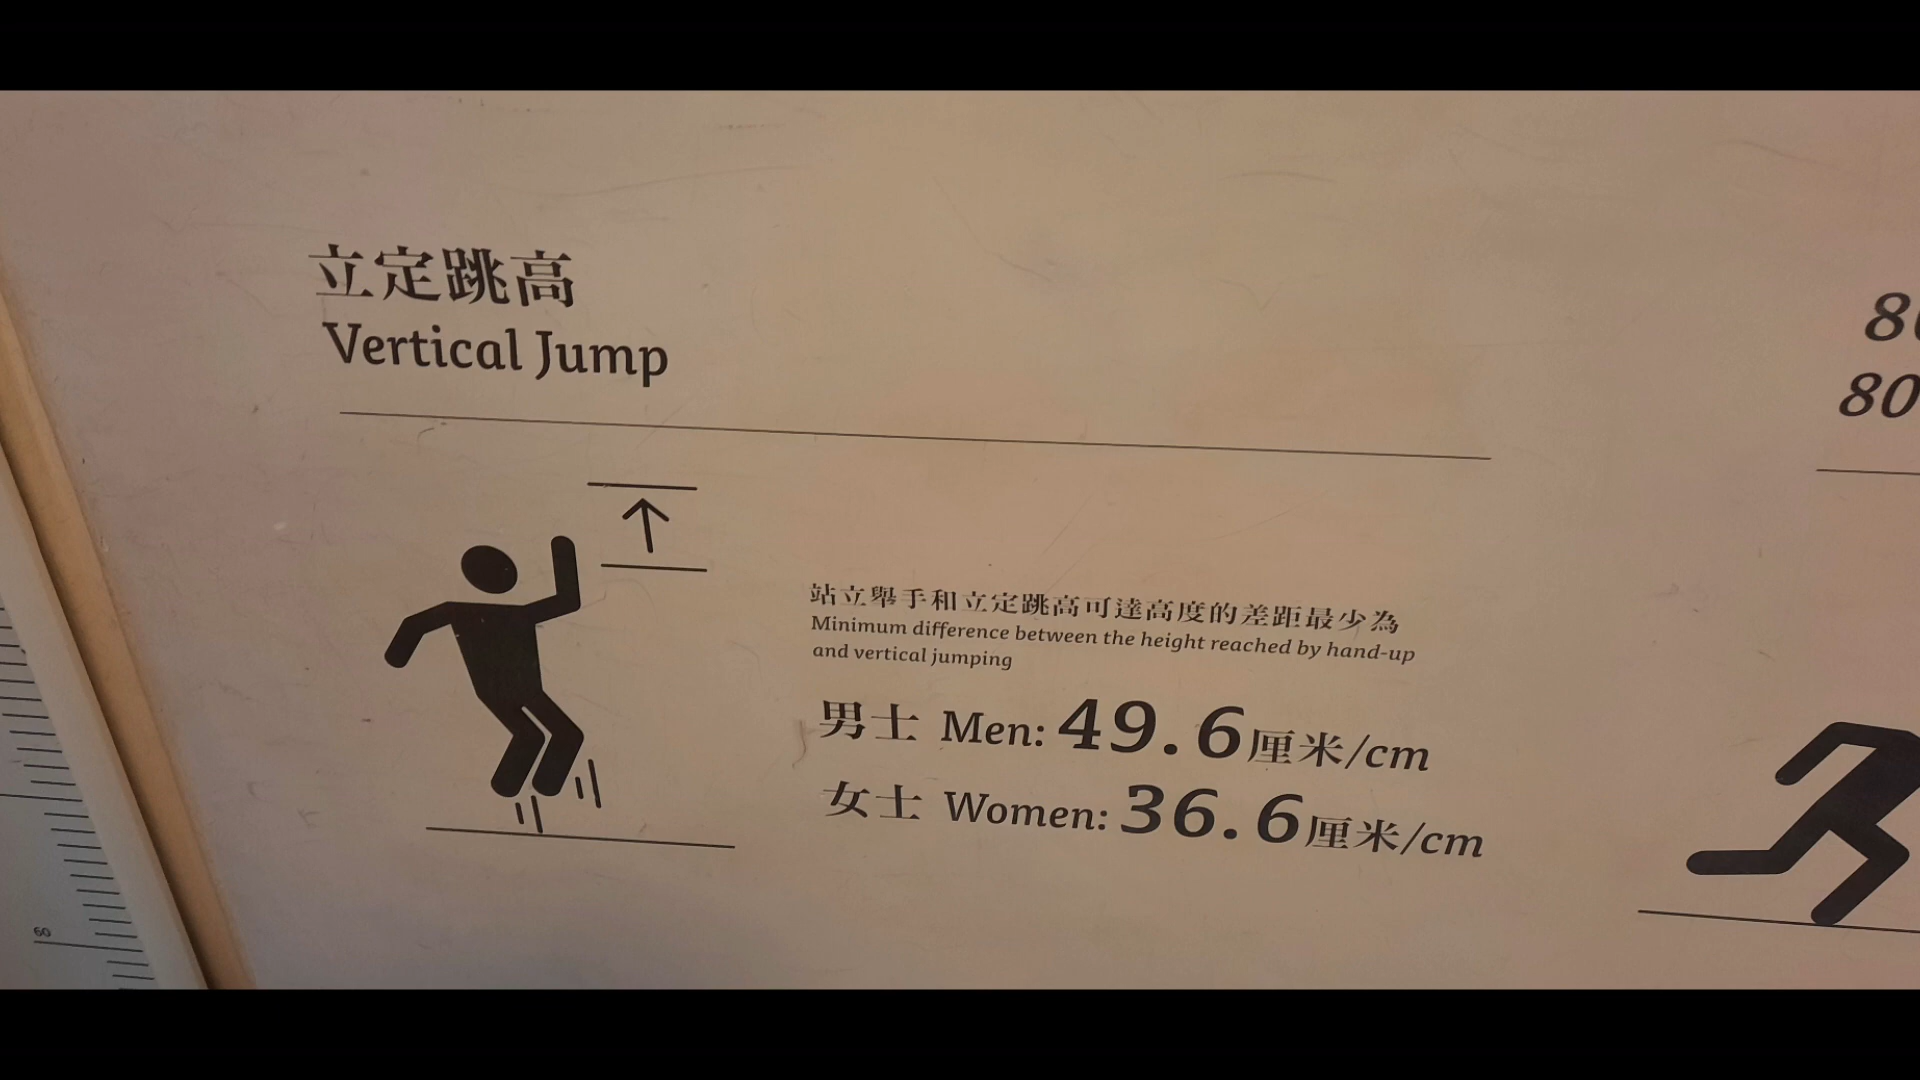 立定跳高
Vertical Jump
站立舉手和立定跳高可達高度的差距最少為
Minimum difference between the height reached by hand-up
and vertical jumping
男士 Men: 49.6厘米/cm
女士 Women: 36.6厘米/cm
80
80
60